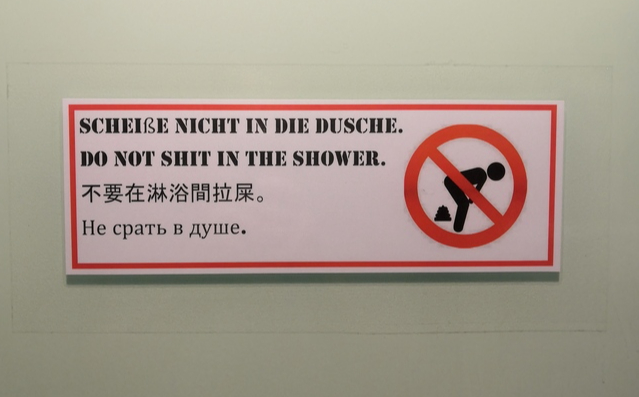 SCHEIßE NICHT IN DIE DUSCHE.
DO NOT SHIT IN THE SHOWER.
不要在淋浴間拉屎。
Не срать в душе.